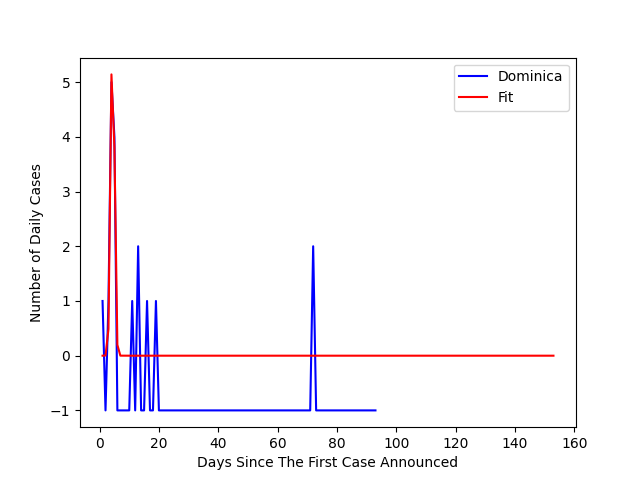 Dominica
Fit
5
4
3
2
1
0
−1
Number of Daily Cases
0 20 40 60 80 100 120 140 160
Days Since The First Case Announced